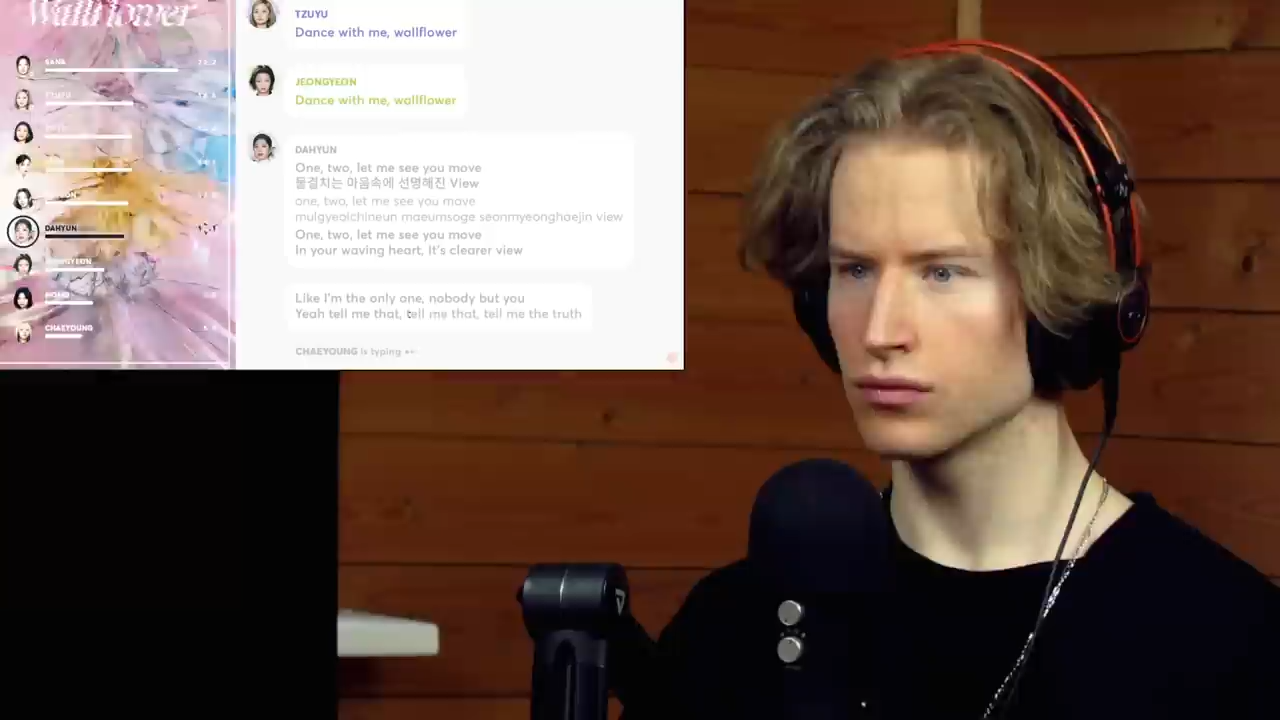 Wallflower
SANA
TZUYU
DAHYUN
MOMO
CHAEYOUNG
TZUYU
Dance with me, wallflower
JEONGYEON
Dance with me, wallflower
DAHYUN
One, two, let me see you move
물결치는 마음속에 선명해진 View
one, two, let me see you move
mulgyeolchineun maeumsoge seonmyeonghaejin view
One, two, let me see you move
In your waving heart, It's clearer view
Like I'm the only one, nobody but you
Yeah tell me that, tell me that, tell me the truth
CHAEYOUNG is typing